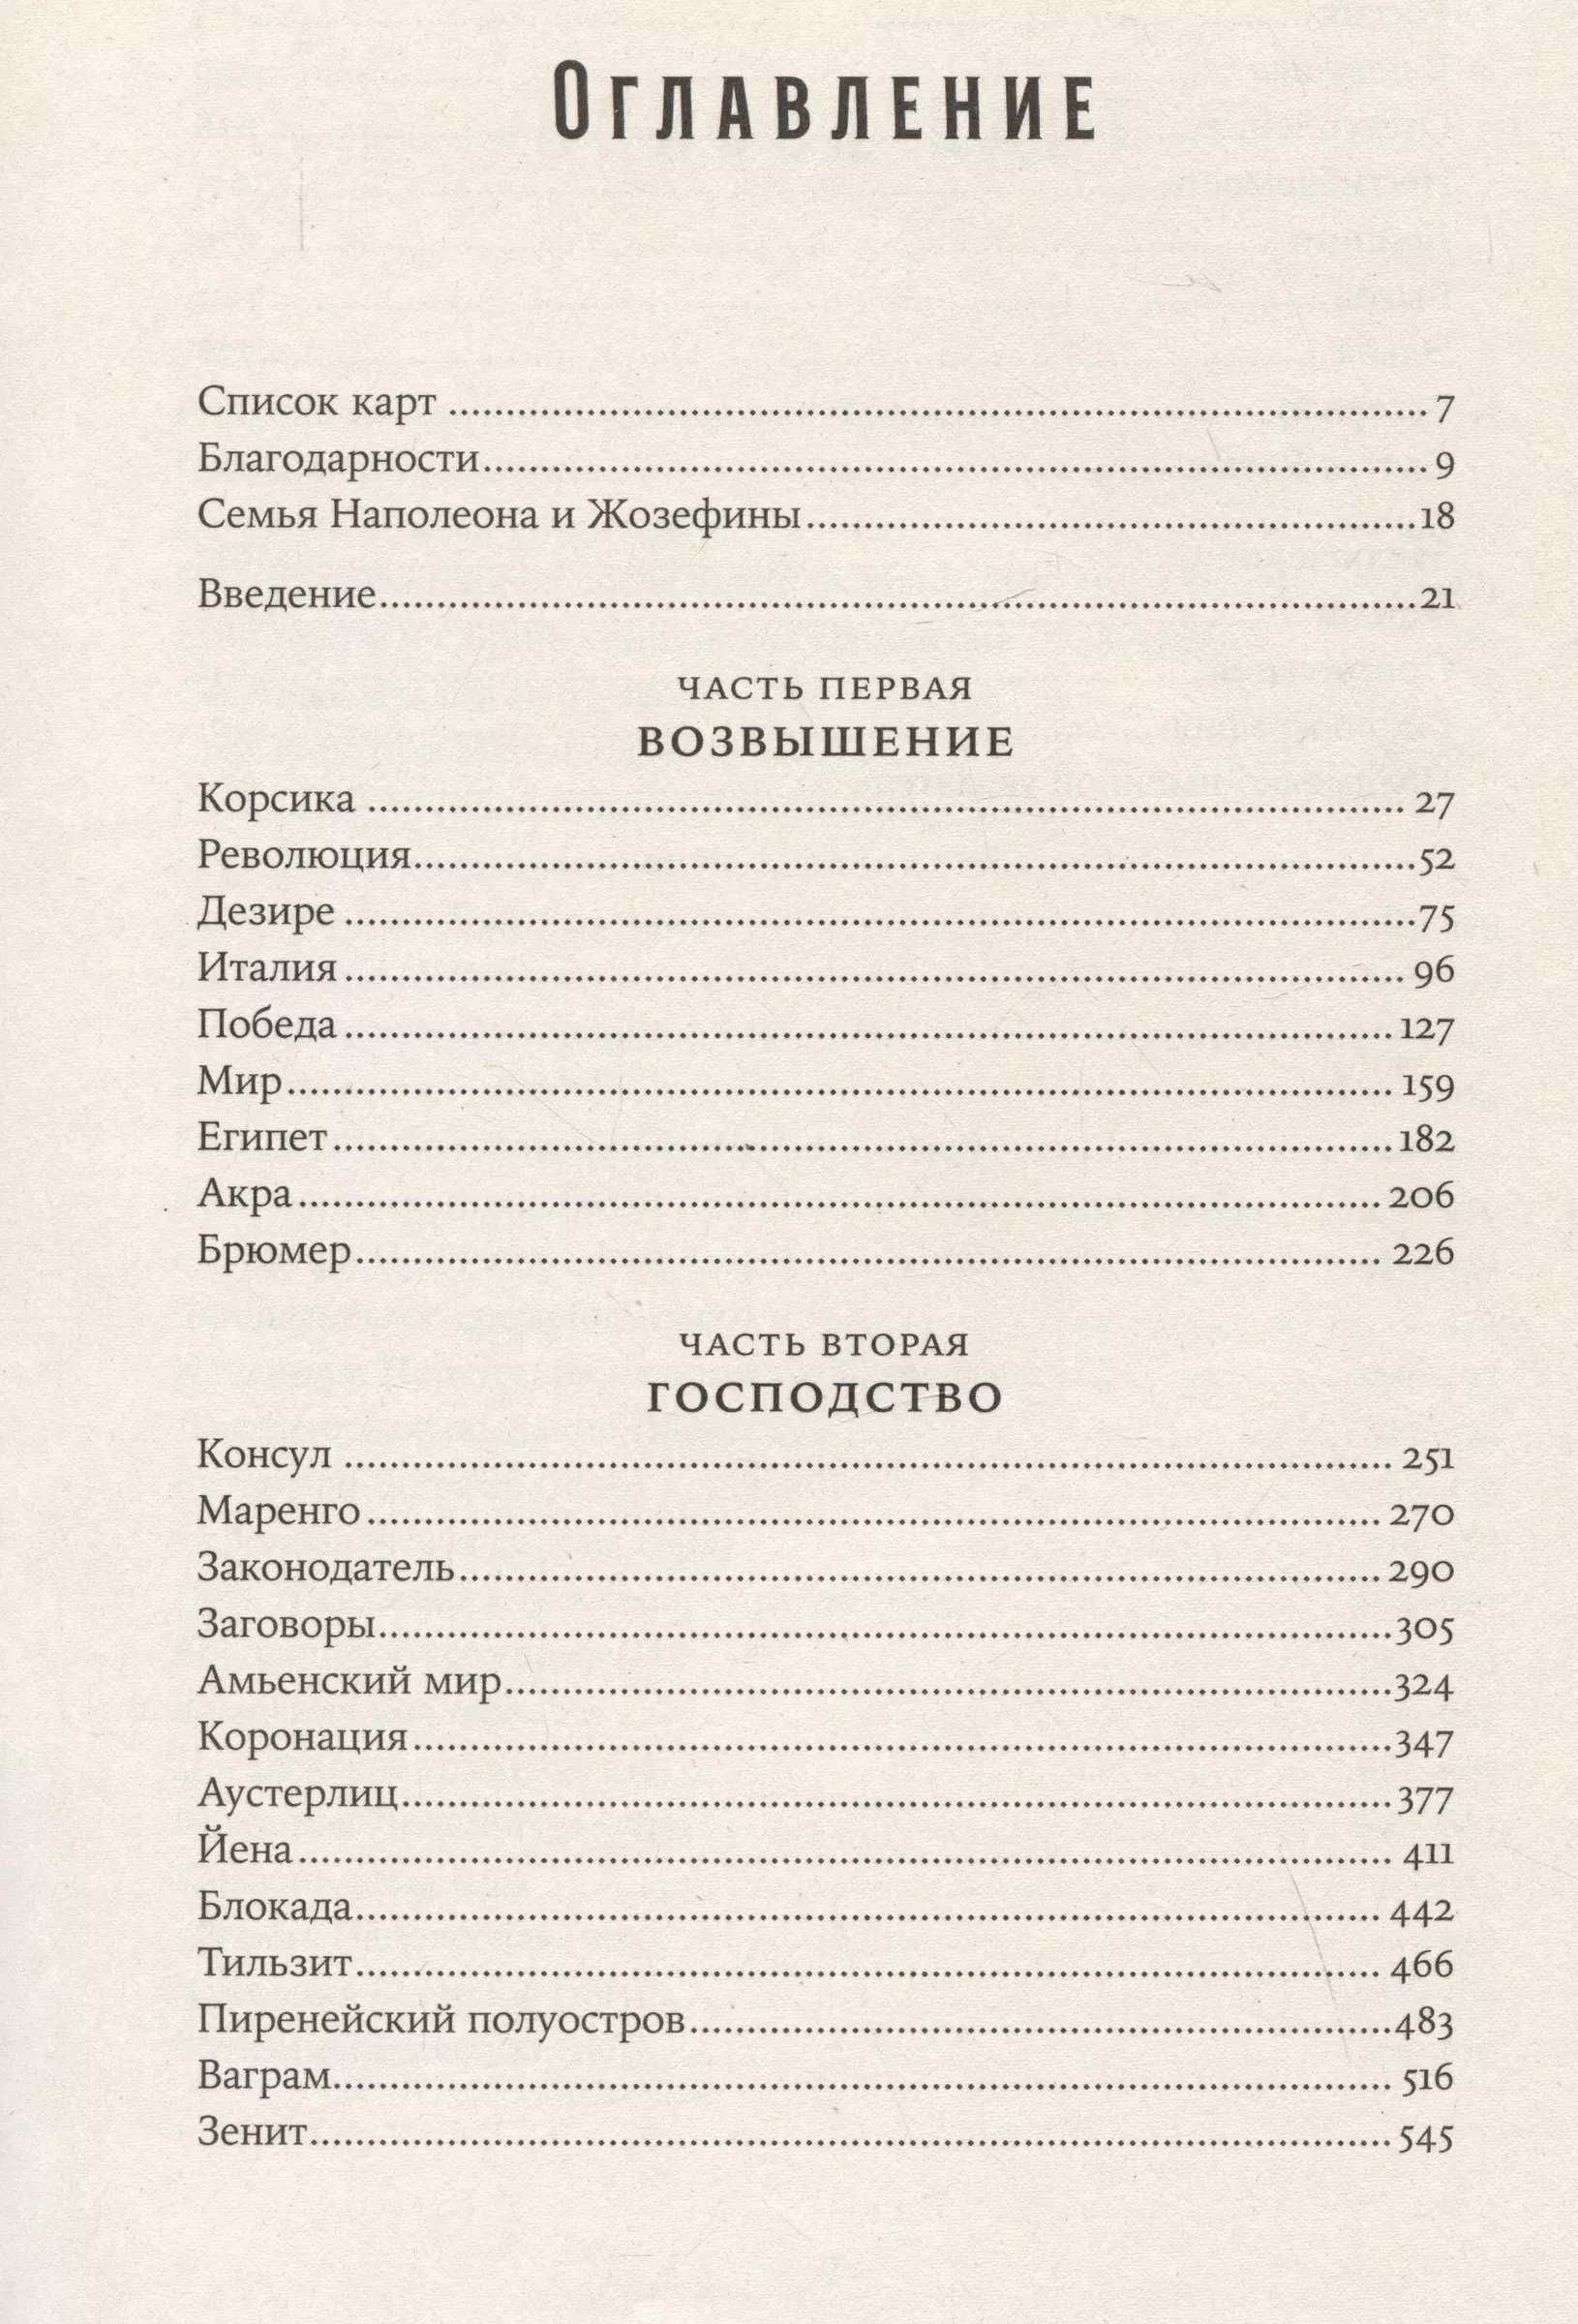 Оглавление
Список карт ........ 7
Благодарности ........ 9
Семья Наполеона и Жозефины ........ 18
Введение ........ 21
ЧАСТЬ ПЕРВАЯ
ВОЗВЫШЕНИЕ
Корсика ........ 27
Революция ........ 52
Дезире ........ 75
Италия ........ 96
Победа ........ 127
Мир ........ 159
Египет ........ 182
Акра ........ 206
Брюмер ........ 226
ЧАСТЬ ВТОРАЯ
ГОСПОДСТВО
Консул ........ 251
Маренго ........ 270
Законодатель ........ 290
Заговоры ........ 305
Амьенский мир ........ 324
Коронация ........ 347
Аустерлиц ........ 377
Йена ........ 411
Блокада ........ 442
Тильзит ........ 466
Пиренейский полуостров ........ 483
Ваграм ........ 516
Зенит ........ 545